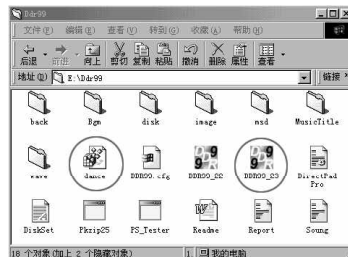 Ddr99
文件(F) 编辑(E) 查看(V) 转到(G) 收藏(A) 帮助(H)
后退 前进 向上 剪切 复制 粘贴 撤消 删除 属性 查看
地址(D) E:\Ddr99 链接
back Bgm disk image msd MusicTitle
wave dance DDR99.cfg DDR99_22 DDR99_23 DirectPad Pro
DiskSet Pkzip25 PS_Tester Readme Report Soung
18 个对象(加上 2 个隐藏对象) 我的电脑